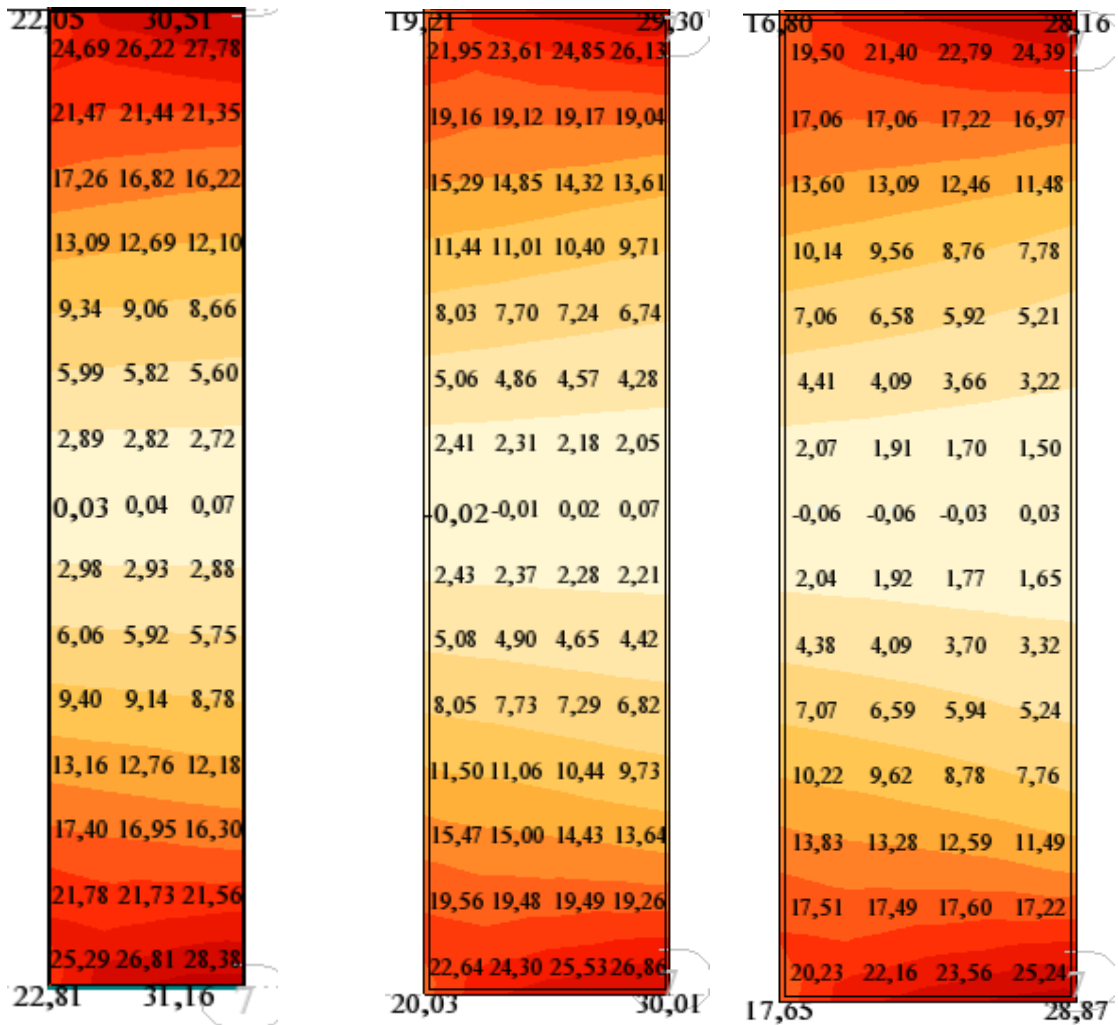 22,05 30,51
24,69 26,22 27,78
21,47 21,44 21,35
17,26 16,82 16,22
13,09 12,69 12,10
9,34 9,06 8,66
5,99 5,82 5,60
2,89 2,82 2,72
0,03 0,04 0,07
2,98 2,93 2,88
6,06 5,92 5,75
9,40 9,14 8,78
13,16 12,76 12,18
17,40 16,95 16,30
21,78 21,73 21,56
25,29 26,81 28,38
22,81 31,16 7
19,21 29,30
21,95 23,61 24,85 26,13
19,16 19,12 19,17 19,04
15,29 14,85 14,32 13,61
11,44 11,01 10,40 9,71
8,03 7,70 7,24 6,74
5,06 4,86 4,57 4,28
2,41 2,31 2,18 2,05
-0,02 -0,01 0,02 0,07
2,43 2,37 2,28 2,21
5,08 4,90 4,65 4,42
8,05 7,73 7,29 6,82
11,50 11,06 10,44 9,73
15,47 15,00 14,43 13,64
19,56 19,48 19,49 19,26
22,64 24,30 25,53 26,86 7
20,03 30,01
16,80 28,16
19,50 21,40 22,79 24,39
17,06 17,06 17,22 16,97
13,60 13,09 12,46 11,48
10,14 9,56 8,76 7,78
7,06 6,58 5,92 5,21
4,41 4,09 3,66 3,22
2,07 1,91 1,70 1,50
-0,06 -0,06 -0,03 0,03
2,04 1,92 1,77 1,65
4,38 4,09 3,70 3,32
7,07 6,59 5,94 5,24
10,22 9,62 8,78 7,76
13,83 13,28 12,59 11,49
17,51 17,49 17,60 17,22
20,23 22,16 23,56 25,24 7
17,65 28,87